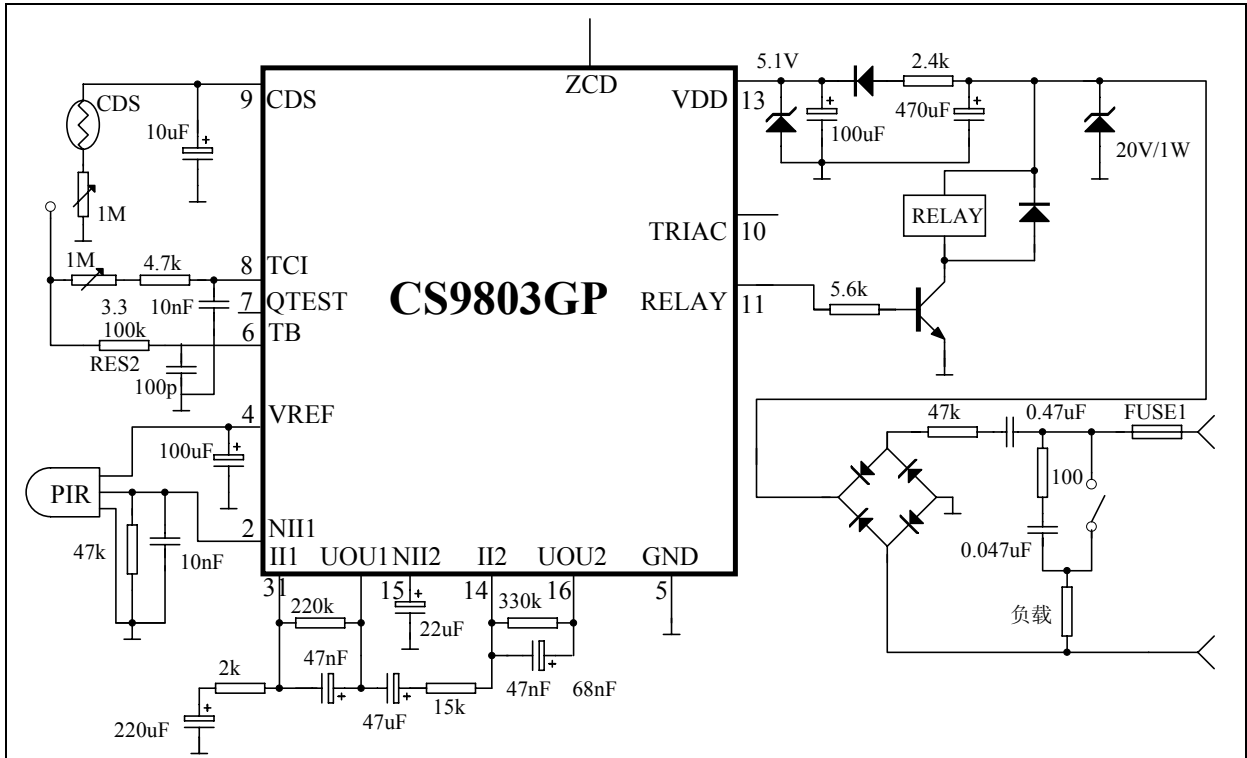 5.1V
2.4k
ZCD
9
CDS
VDD
13
CDS
10uF
+
+
100uF
470uF
+
20V/1W
1M
RELAY
TRIAC
10
1M
4.7k
8
TCI
CS9803GP
3.3
10nF
7
QTEST
RELAY
11
5.6k
100k
6
TB
RES2
100p
4
VREF
47k
0.47uF
FUSE1
100uF
+
PIR
100
2
NII1
47k
10nF
0.047uF
II1
UOU1
NII2
II2
UOU2
GND
31
15
14
16
5
220k
+
22uF
330k
负载
2k
47nF
+
+
47uF
15k
+
47nF
68nF
220uF
+